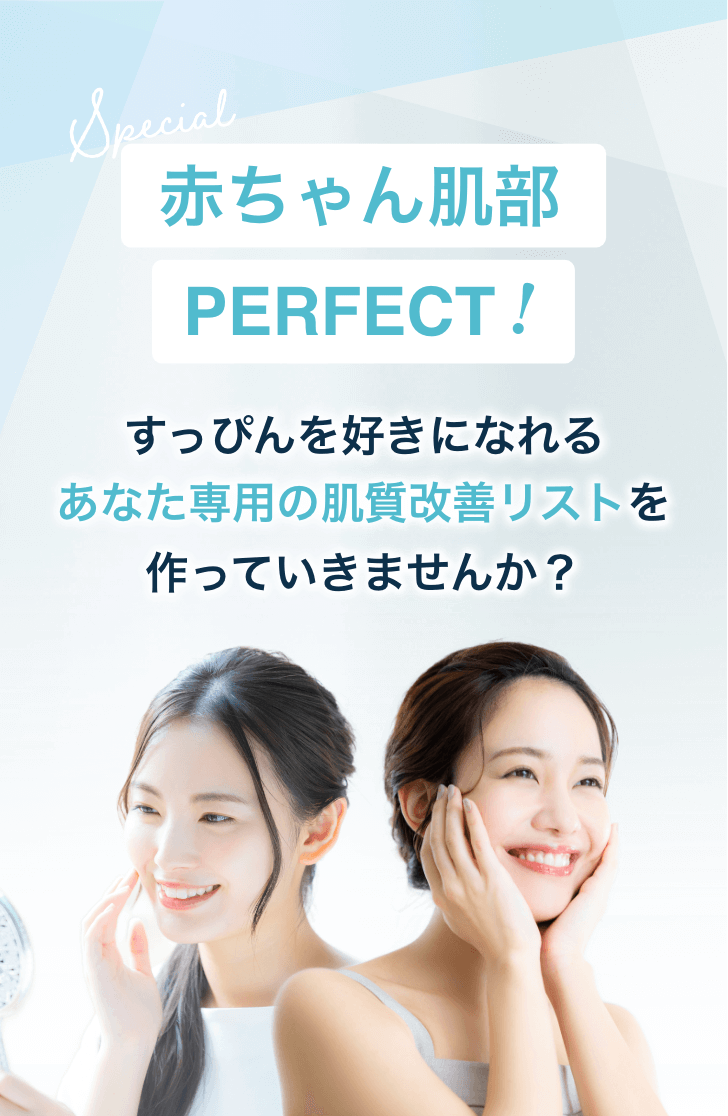 Special
赤ちゃん肌部
PERFECT!
すっぴんを好きになれる
あなた専用の肌質改善リストを
作っていきませんか？